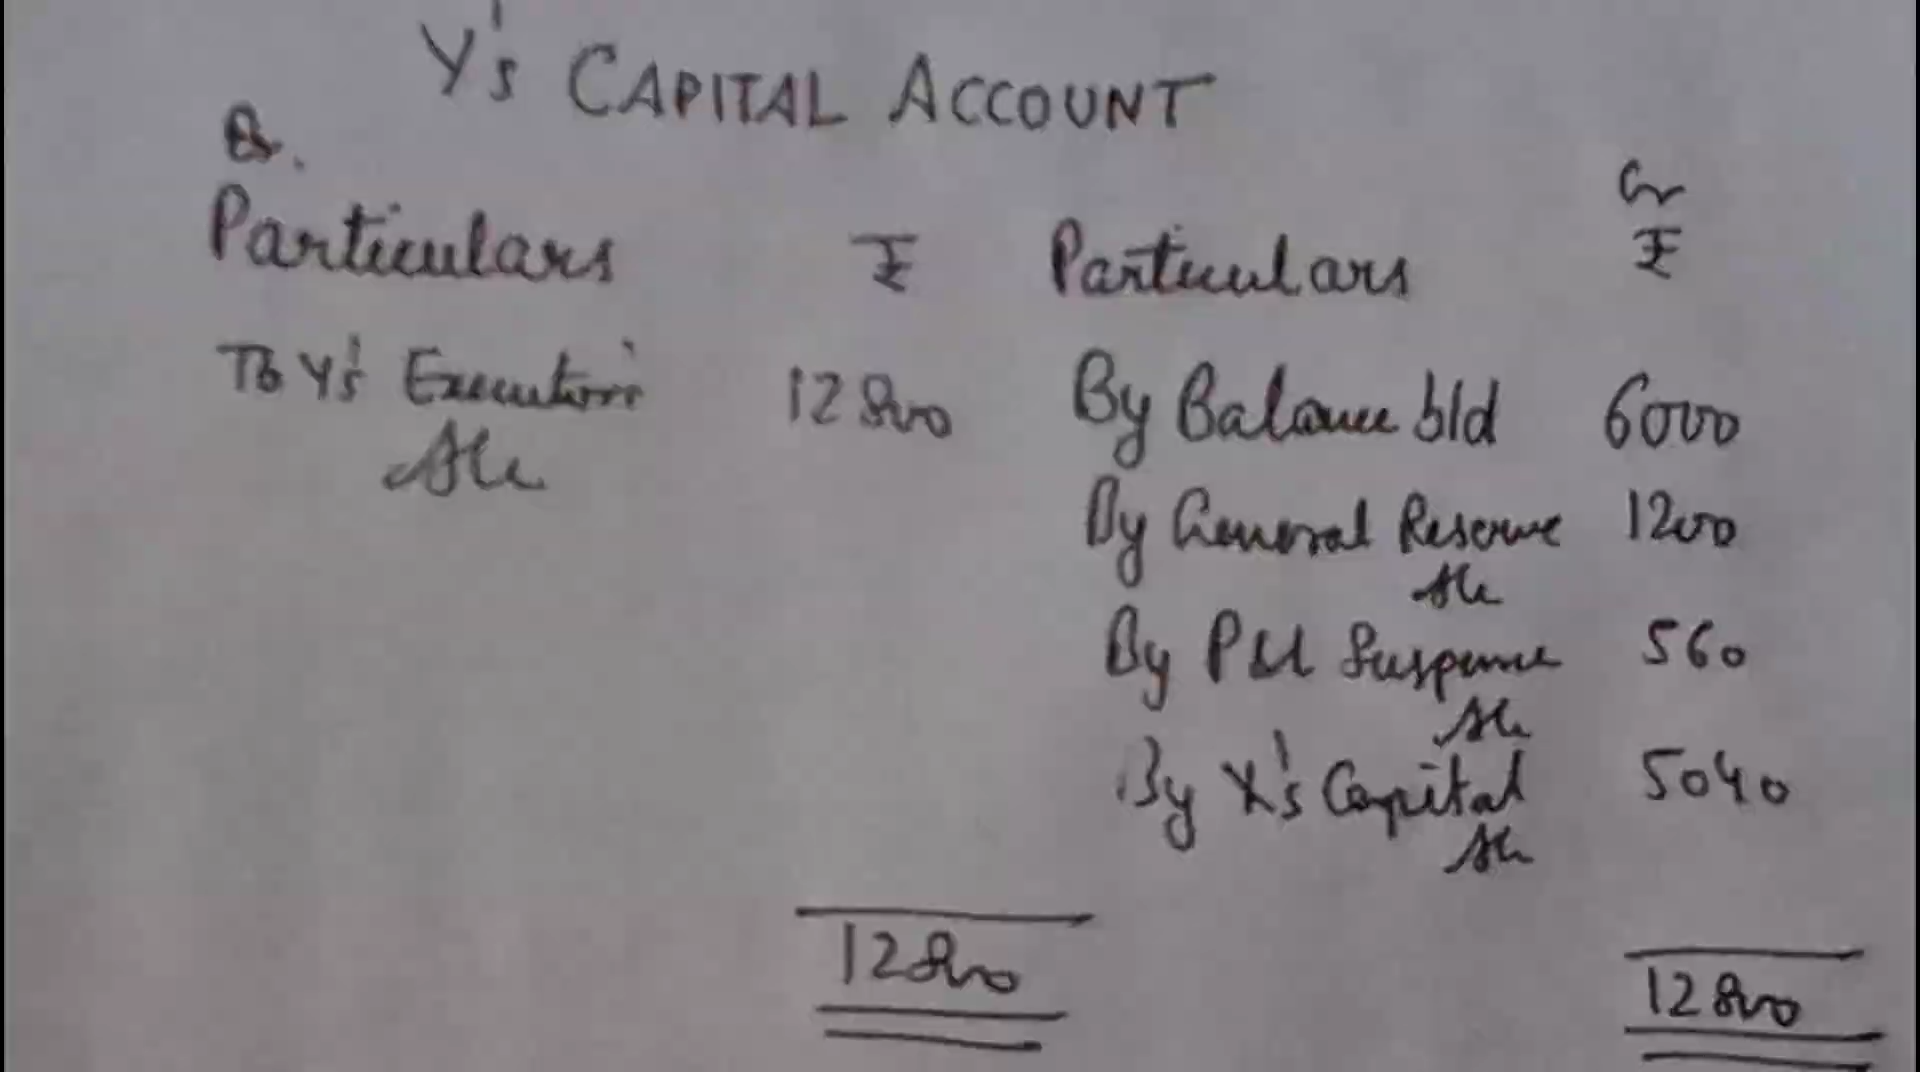 Y's CAPITAL ACCOUNT
Dr.
Cr
Particulars ₹ Particulars ₹
To Y's Executors 12800 By Balance b/d 6000
A/c
By General Reserve 1200
A/c
By P&L Suspense 560
A/c
By X's Capital 5040
A/c
12800 12800